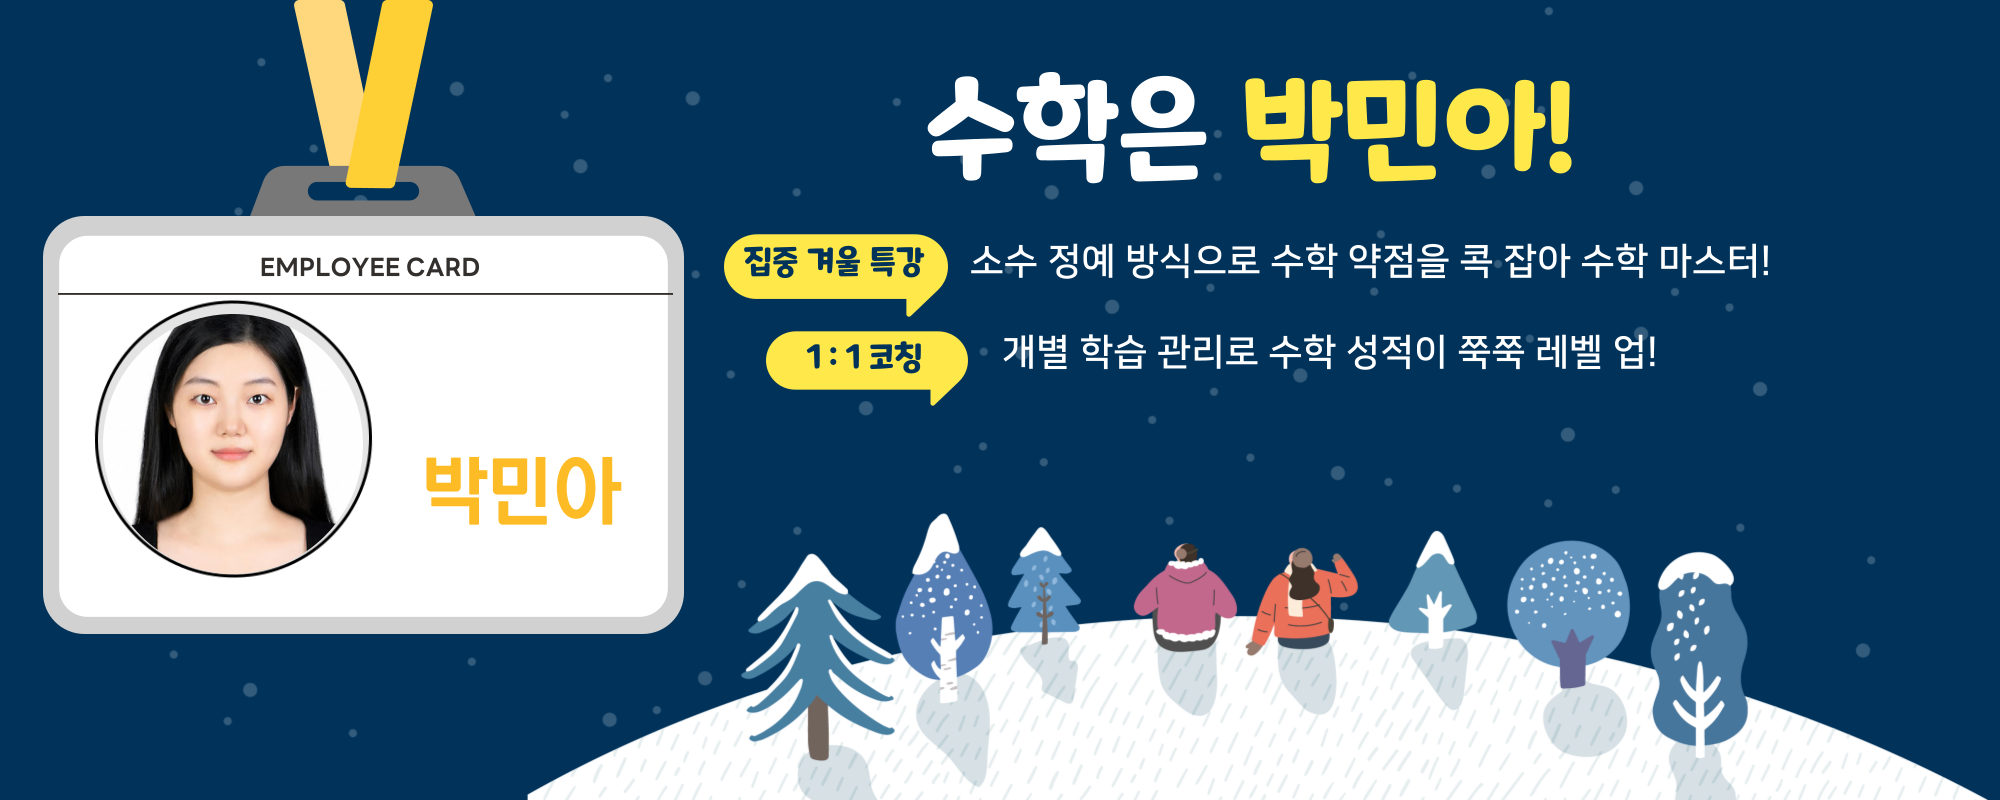 EMPLOYEE CARD
박민아
수학은 박민아!
집중 겨울 특강
소수 정예 방식으로 수학 약점을 콕 잡아 수학 마스터!
1:1 코칭
개별 학습 관리로 수학 성적이 쭉쭉 레벨 업!